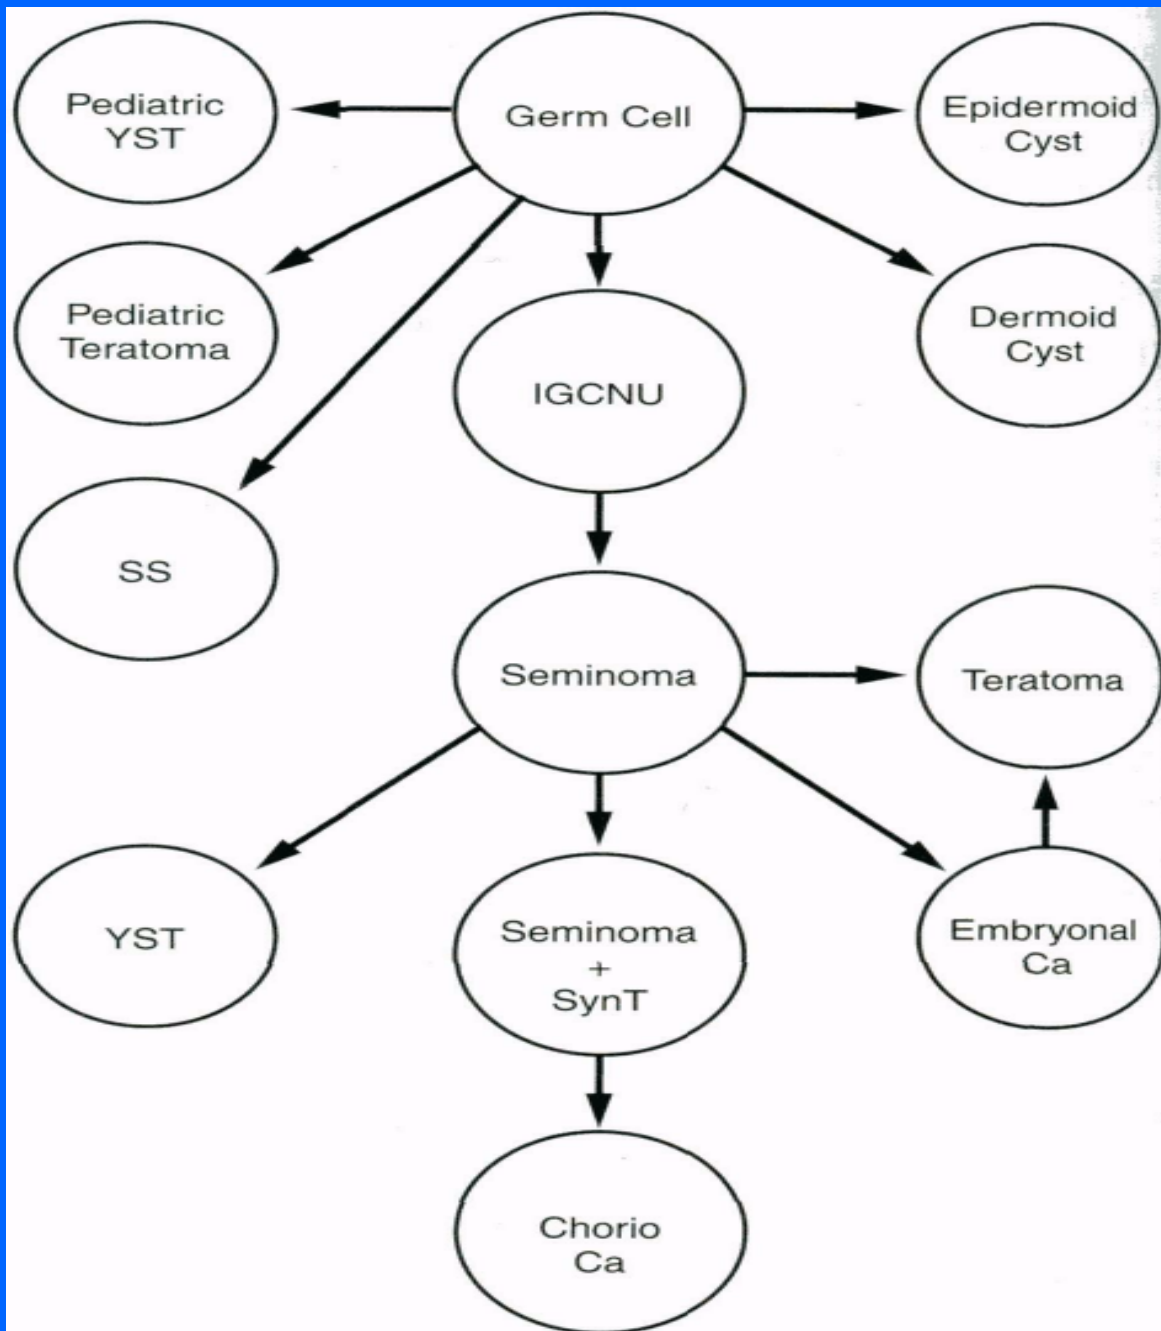 Pediatric
YST
Germ Cell
Epidermoid
Cyst
Pediatric
Teratoma
Dermoid
Cyst
IGCNU
SS
Seminoma
Teratoma
YST
Seminoma
+
SynT
Embryonal
Ca
Chorio
Ca